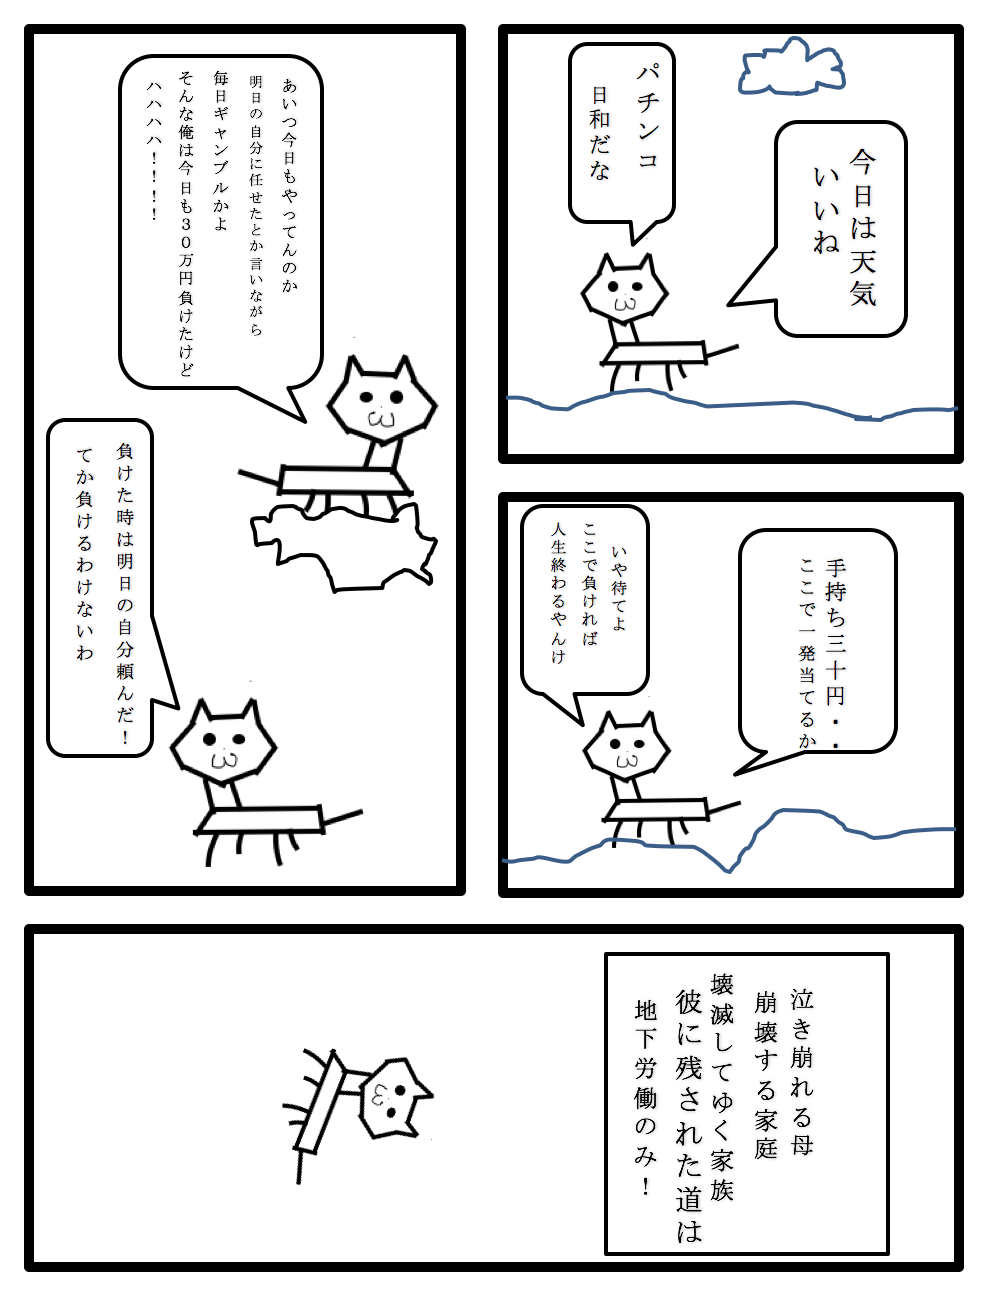 今日は天気
いいね
パチンコ
日和だな
手持ち三十円・・
ここで一発当てるか
いや待てよ
ここで負ければ
人生終わるやんけ
あいつ今日もやってんのか
明日の自分に任せたとか言いながら
毎日ギャンブルかよ
そんな俺は今日も30万円負けたけど
ハハハハ！！！！
負けた時は明日の自分頼んだ！
てか負けるわけないわ
泣き崩れる母
崩壊する家庭
壊滅してゆく家族
彼に残された道は
地下労働のみ！